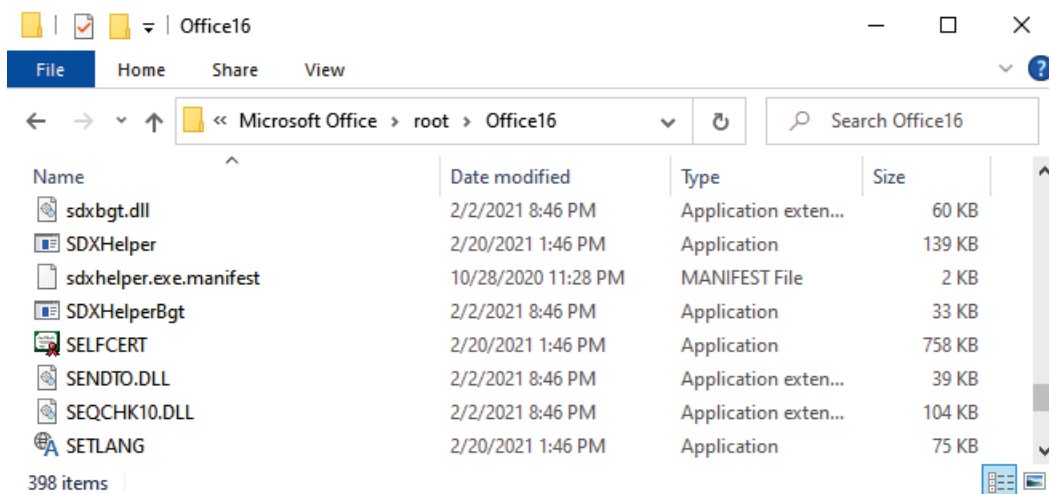 Office16
File Home Share View ?
« Microsoft Office › root › Office16 Search Office16
Name Date modified Type Size
sdxbgt.dll 2/2/2021 8:46 PM Application exten... 60 KB
SDXHelper 2/20/2021 1:46 PM Application 139 KB
sdxhelper.exe.manifest 10/28/2020 11:28 PM MANIFEST File 2 KB
SDXHelperBgt 2/2/2021 8:46 PM Application 33 KB
SELFCERT 2/20/2021 1:46 PM Application 758 KB
SENDTO.DLL 2/2/2021 8:46 PM Application exten... 39 KB
SEQCHK10.DLL 2/2/2021 8:46 PM Application exten... 104 KB
SETLANG 2/20/2021 1:46 PM Application 75 KB
398 items